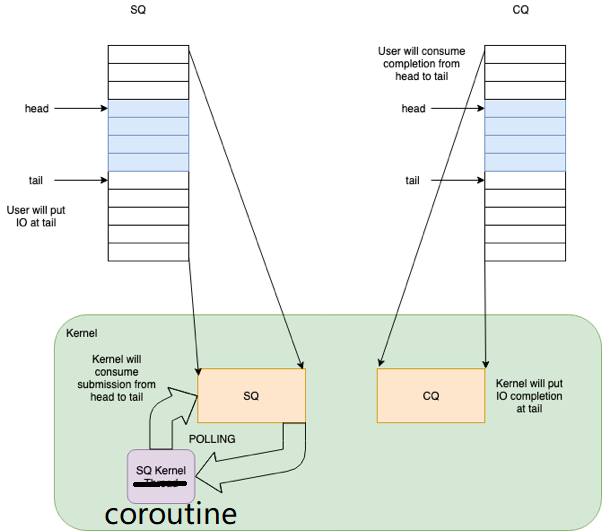 SQ
CQ
User will consume
completion from
head to tail
head
head
tail
tail
User will put
IO at tail
Kernel
Kernel will
consume
submission from
head to tail
SQ
CQ
Kernel will put
IO completion
at tail
POLLING
SQ Kernel
Thread
coroutine